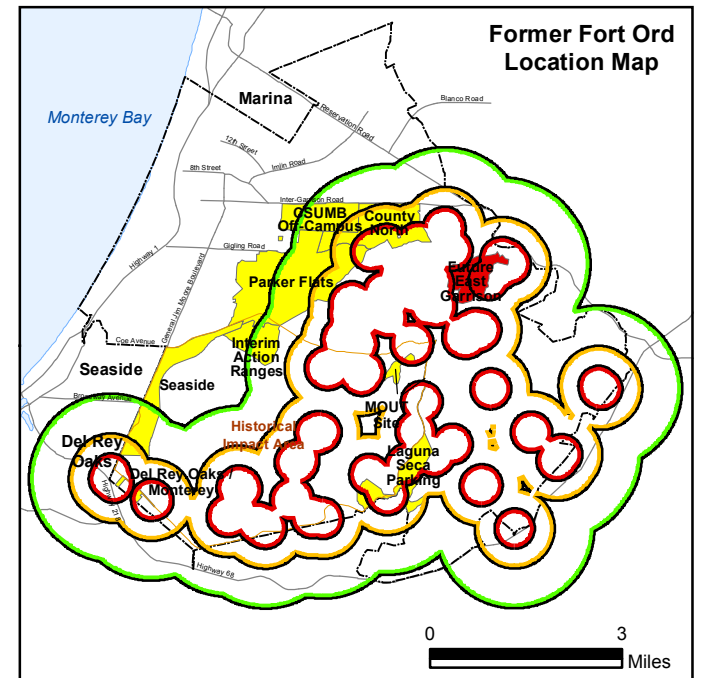 Former Fort Ord
Location Map
Monterey Bay
Marina
Blanco Road
Reservation Road
12th Street
Imjin Road
8th Street
Inter-Garrison Road
CSUMB
Off-Campus
County
North
Gigling Road
Highway 1
General Jim Moore Boulevard
Parker Flats
Future
East
Garrison
Coe Avenue
Interim
Action
Ranges
Seaside
Seaside
Broadway Avenue
MOUT
Site
Historical
Impact Area
Del Rey
Oaks
Laguna
Seca
Parking
Del Rey Oaks /
Monterey
Highway 218
Highway 68
0 3
Miles